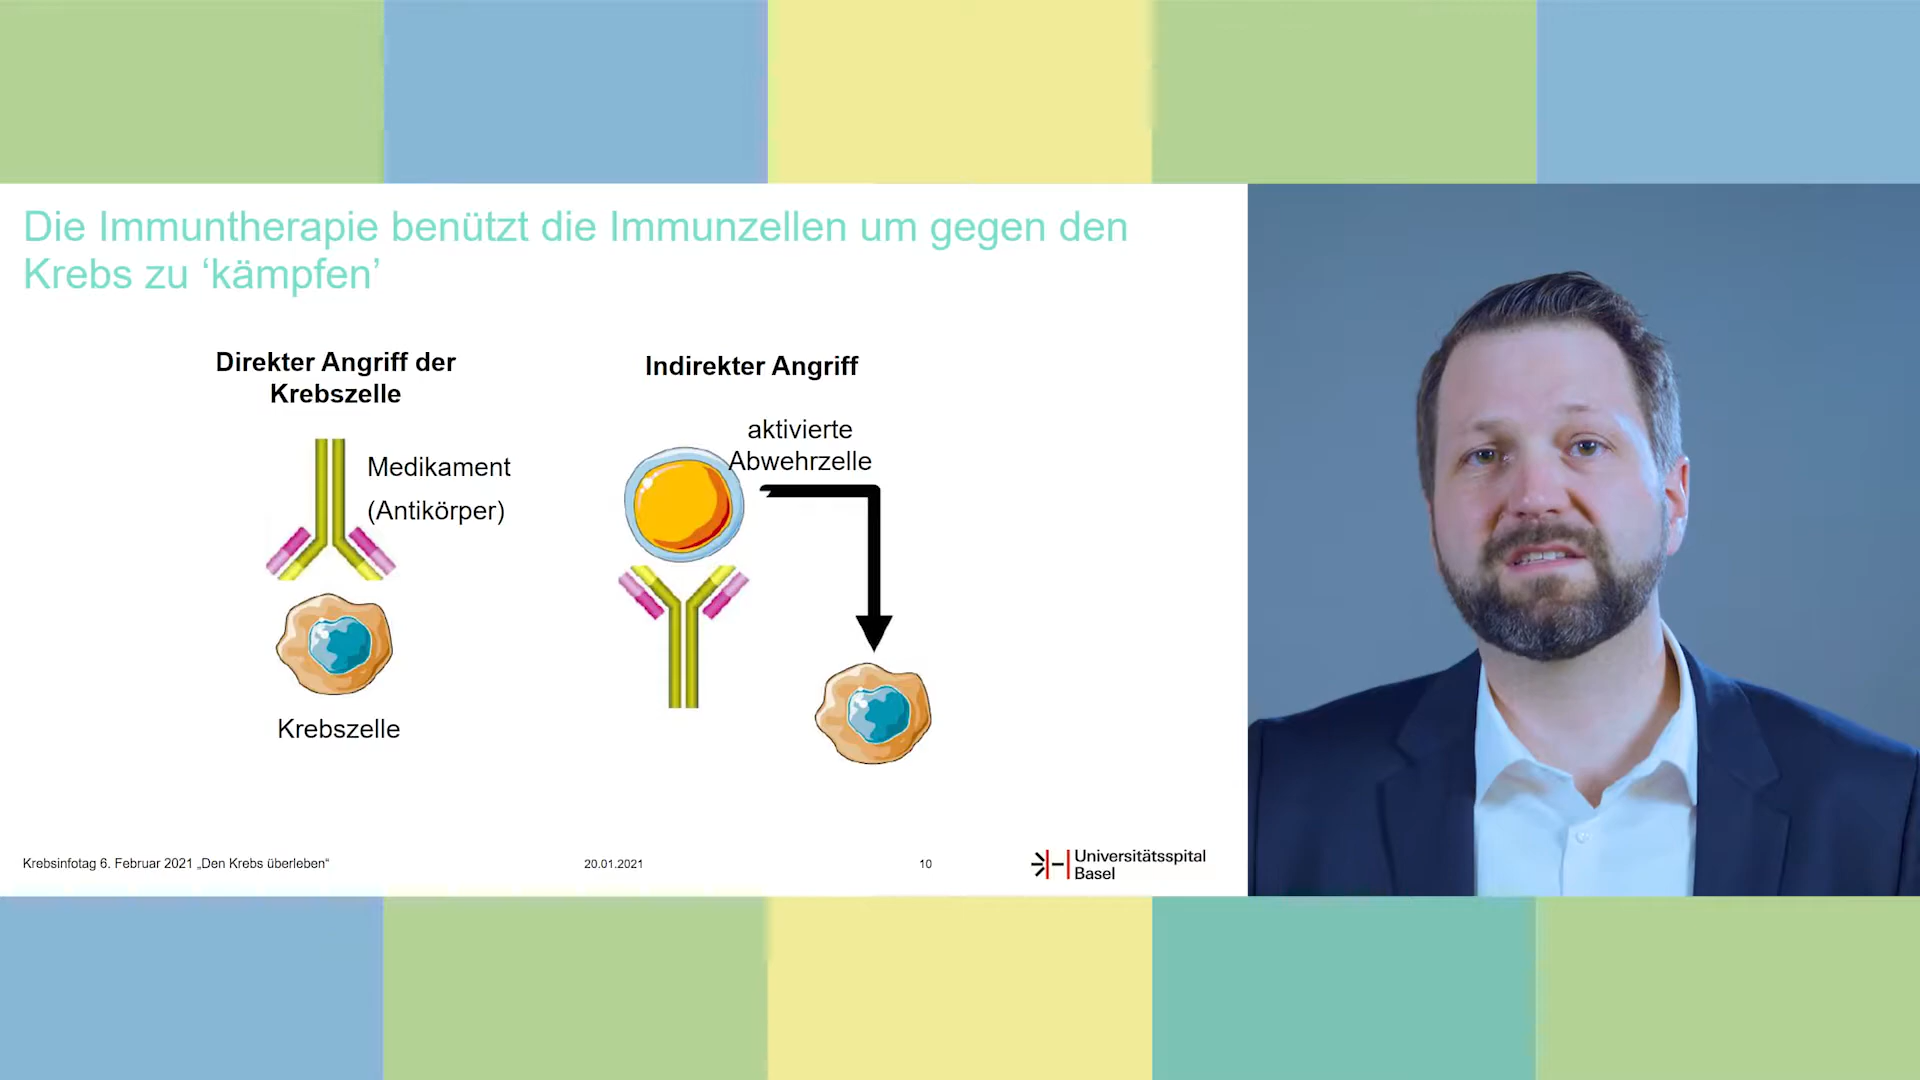 Die Immuntherapie benützt die Immunzellen um gegen den
Krebs zu ‘kämpfen’
Direkter Angriff der
Krebszelle
Medikament
(Antikörper)
Krebszelle
Indirekter Angriff
aktivierte
Abwehrzelle
Krebsinfotag 6. Februar 2021 „Den Krebs überleben“
20.01.2021
10
Universitätsspital
Basel